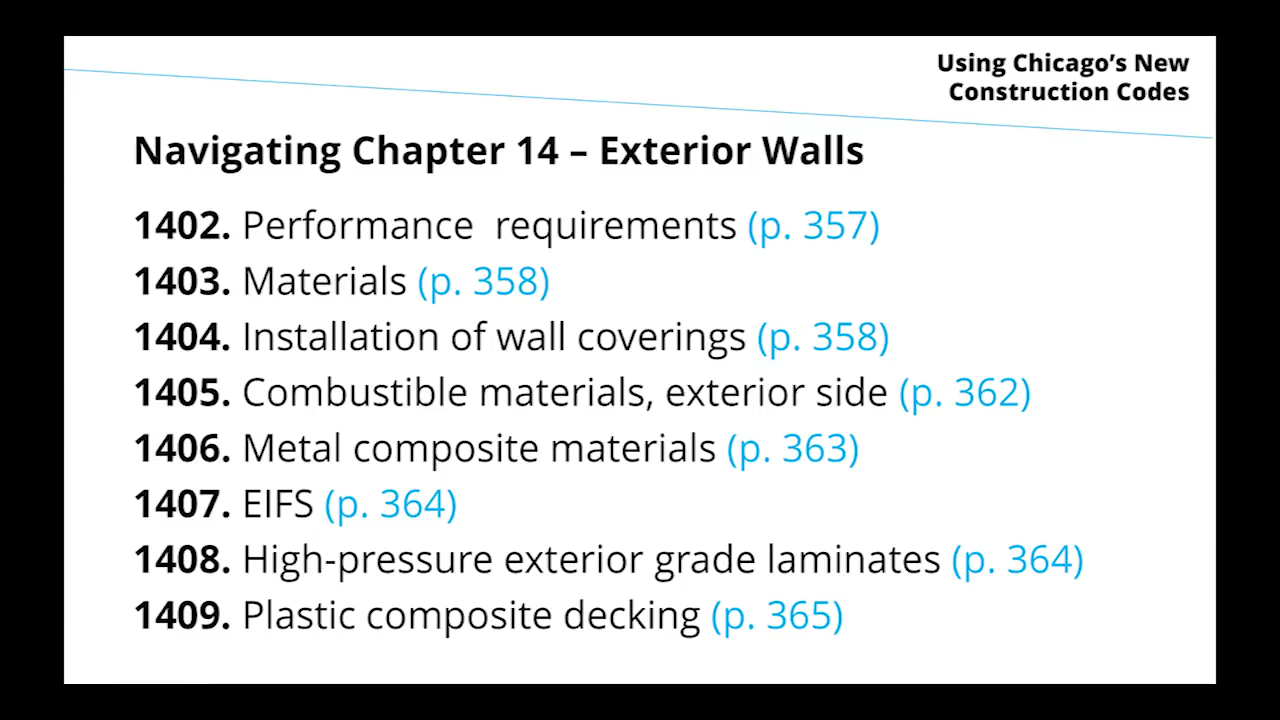 Using Chicago's New
Construction Codes
Navigating Chapter 14 – Exterior Walls
1402. Performance  requirements (p. 357)
1403. Materials (p. 358)
1404. Installation of wall coverings (p. 358)
1405. Combustible materials, exterior side (p. 362)
1406. Metal composite materials (p. 363)
1407. EIFS (p. 364)
1408. High-pressure exterior grade laminates (p. 364)
1409. Plastic composite decking (p. 365)